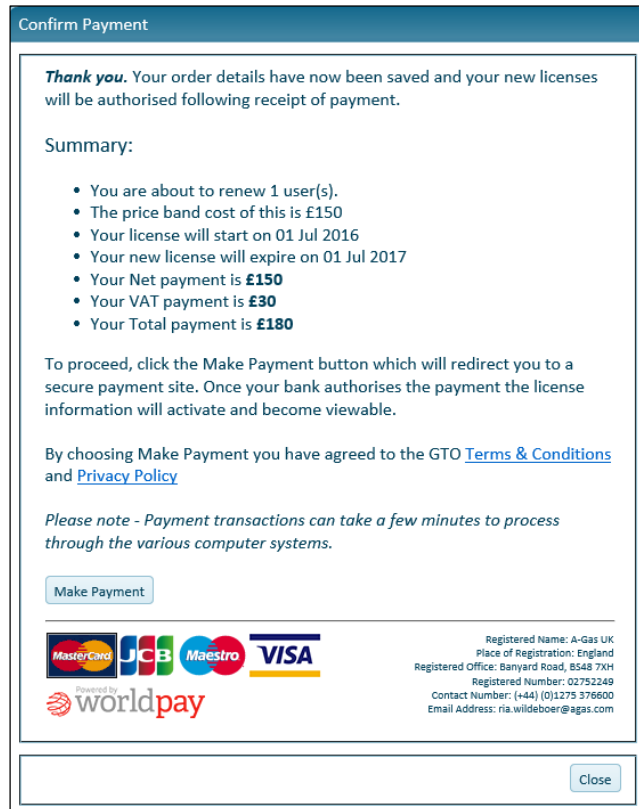 Confirm Payment
Thank you. Your order details have now been saved and your new licenses
will be authorised following receipt of payment.
Summary:
• You are about to renew 1 user(s).
• The price band cost of this is £150
• Your license will start on 01 Jul 2016
• Your new license will expire on 01 Jul 2017
• Your Net payment is £150
• Your VAT payment is £30
• Your Total payment is £180
To proceed, click the Make Payment button which will redirect you to a
secure payment site. Once your bank authorises the payment the license
information will activate and become viewable.
By choosing Make Payment you have agreed to the GTO Terms & Conditions
and Privacy Policy
Please note - Payment transactions can take a few minutes to process
through the various computer systems.
Make Payment
MasterCard JCB Maestro VISA
Powered by
worldpay
Registered Name: A-Gas UK
Place of Registration: England
Registered Office: Banyard Road, BS48 7XH
Registered Number: 02752249
Contact Number: (+44) (0)1275 376600
Email Address: ria.wildeboer@agas.com
Close